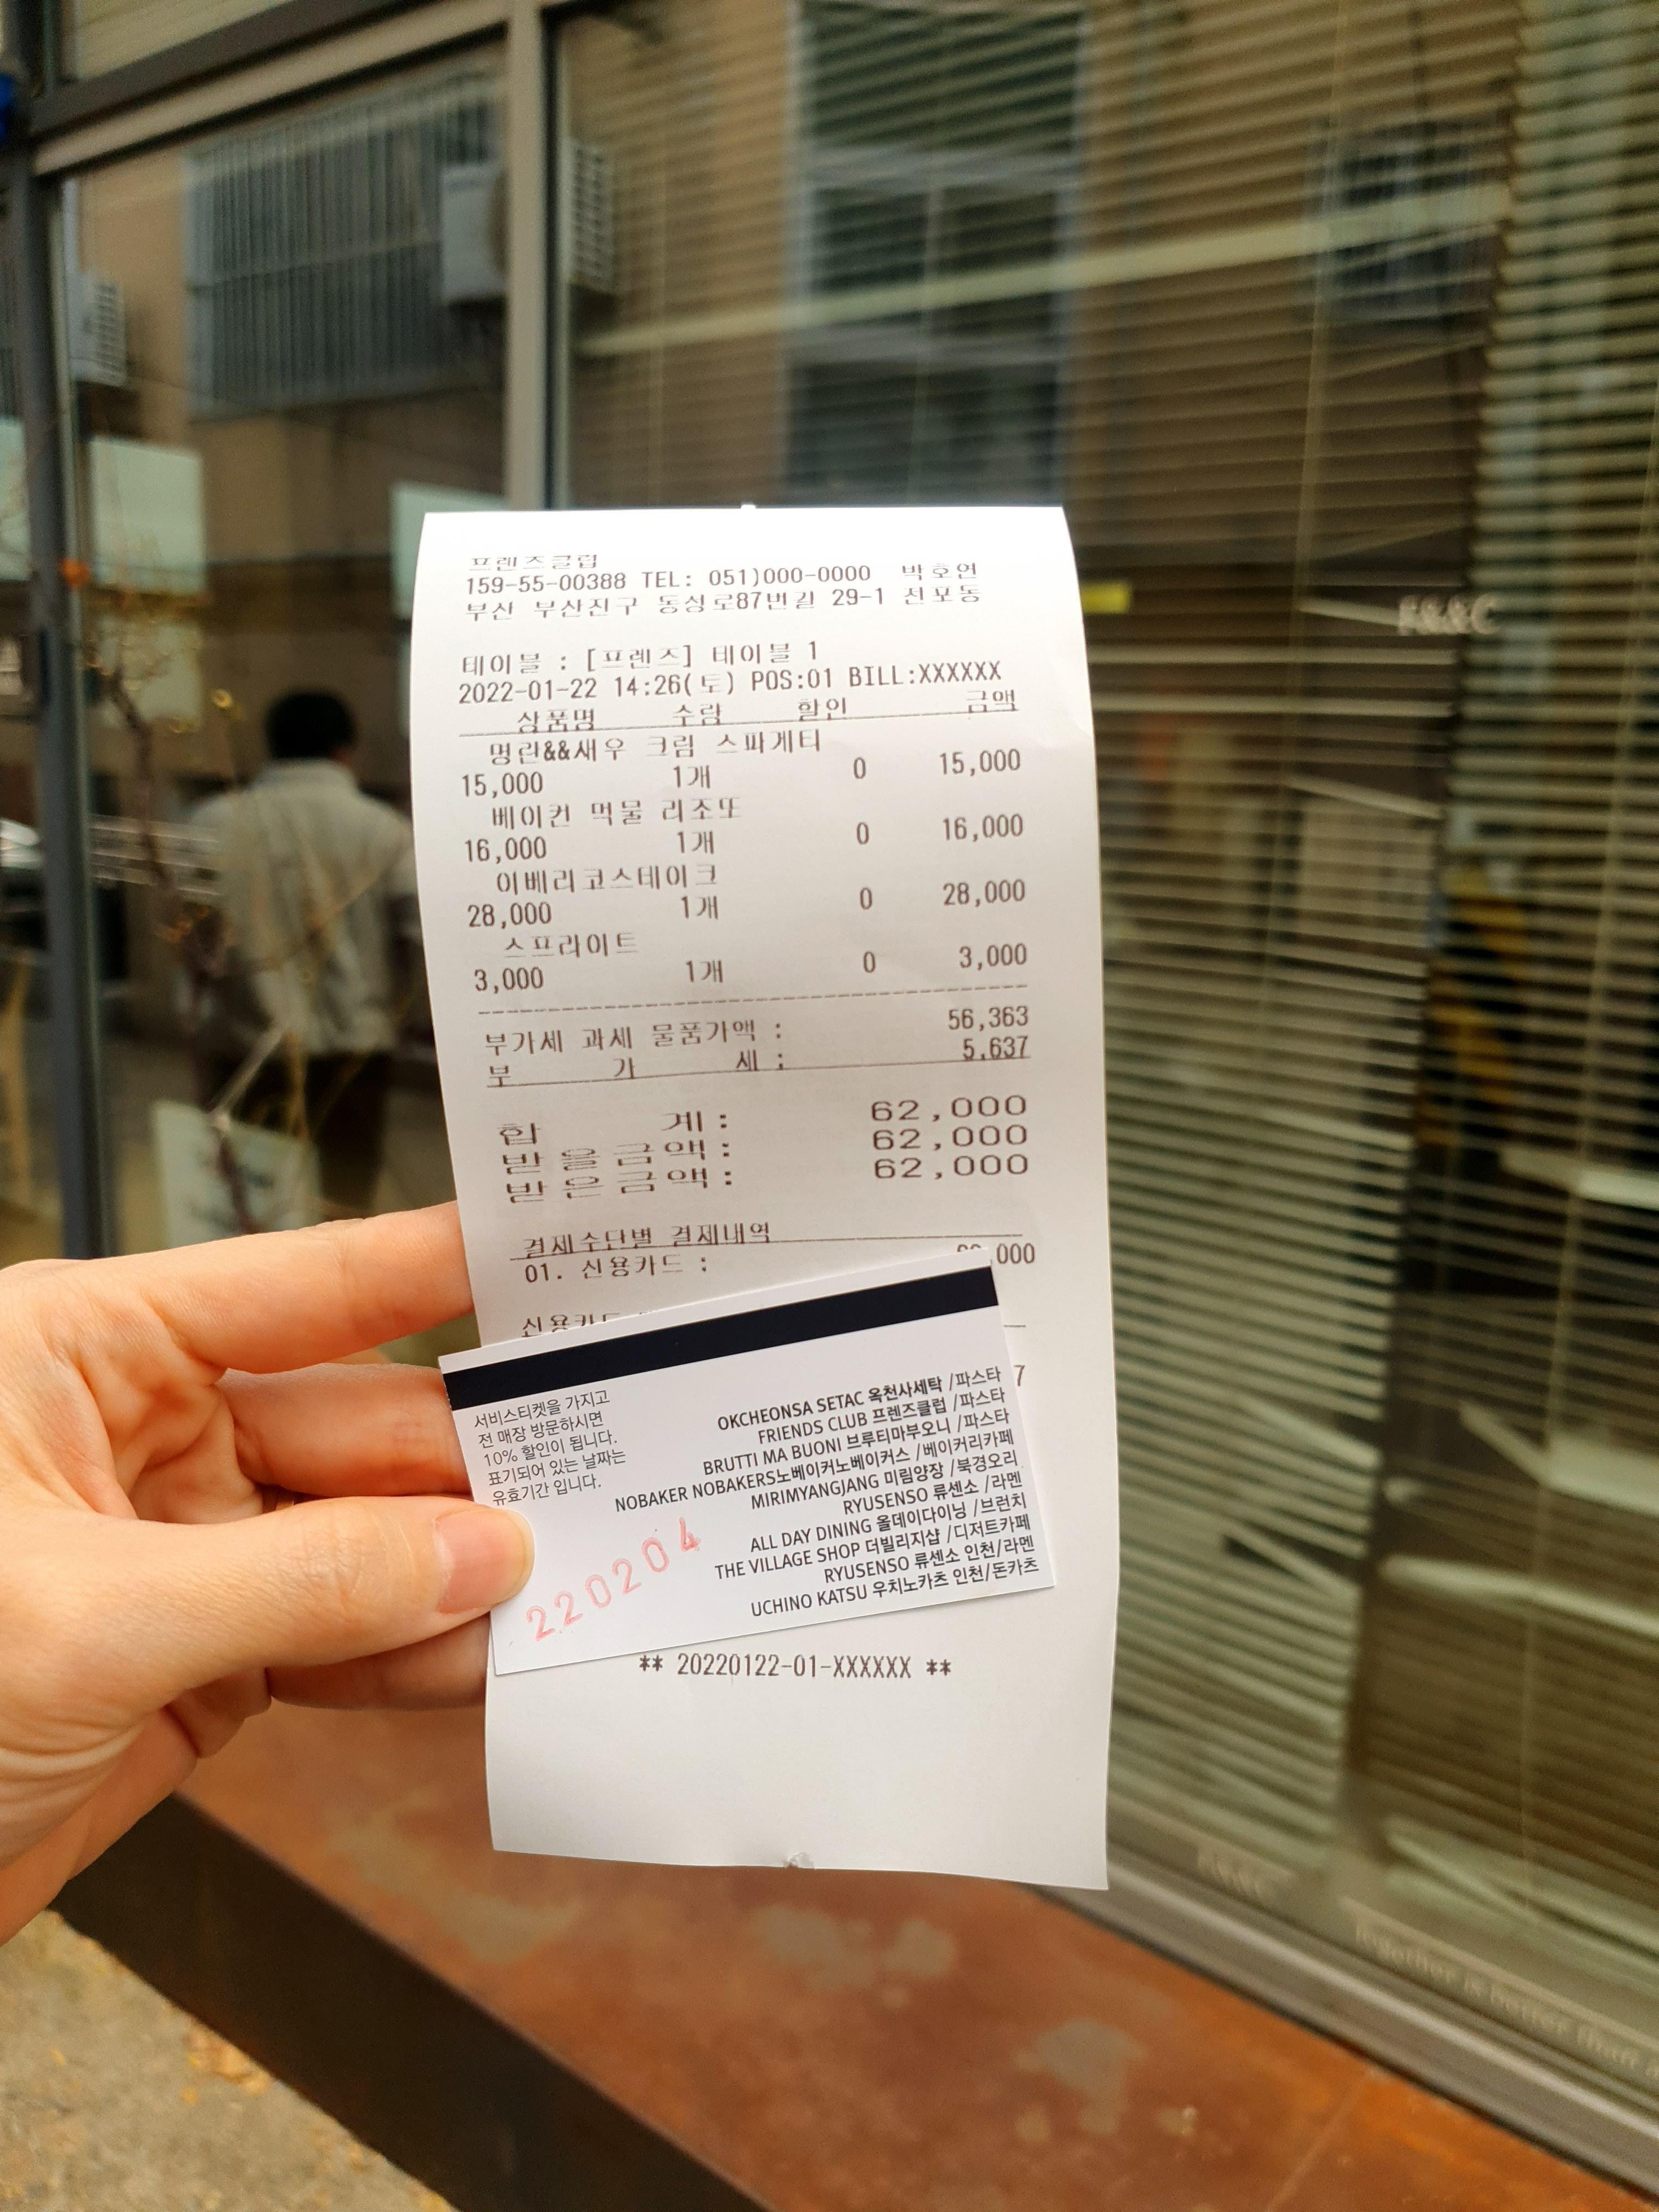 프렌즈클럽
159-55-00388 TEL: 051)000-0000 박호연
부산 부산진구 동성로87번길 29-1 전포동
테이블 : [프렌즈] 테이블 1
2022-01-22 14:26(토) POS:01 BILL:XXXXXX
상품명 수량 할인 금액
명란&&새우 크림 스파게티
15,000 1개 0 15,000
베이컨 먹물 리조또
16,000 1개 0 16,000
이베리코스테이크
28,000 1개 0 28,000
스프라이트
3,000 1개 0 3,000
부가세 과세 물품가액 : 56,363
부 가 세 : 5,637
합 계 : 62,000
받 을 금 액 : 62,000
받 은 금 액 : 62,000
결제수단별 결제내역
01. 신용카드 : ,000
7
서비스티켓을 가지고
전 매장 방문하시면
10% 할인이 됩니다.
표기되어 있는 날짜는
유효기간 입니다.
220204
OKCHEONSA SETAC 옥천사세탁 /파스타
FRIENDS CLUB 프렌즈클럽 /파스타
BRUTTI MA BUONI 브루티마부오니 /파스타
NOBAKER NOBAKERS노베이커노베이커스 /베이커리카페
MIRIMYANGJANG 미림양장 /북경오리
RYUSENSO 류센소 /라멘
ALL DAY DINING 올데이다이닝 /브런치
THE VILLAGE SHOP 더빌리지샵 /디저트카페
RYUSENSO 류센소 인천/라멘
UCHINO KATSU 우치노카츠 인천/돈카츠
** 20220122-01-XXXXXX **
F&&C
Together is better than